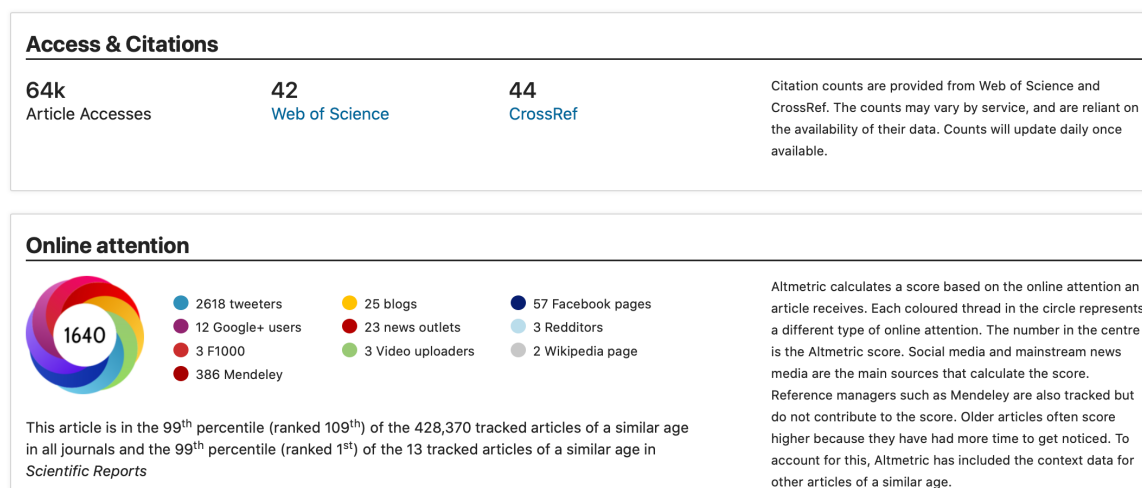 Access & Citations
64k
Article Accesses
42
Web of Science
44
CrossRef
Citation counts are provided from Web of Science and
CrossRef. The counts may vary by service, and are reliant on
the availability of their data. Counts will update daily once
available.
Online attention
1640
2618 tweeters
12 Google+ users
3 F1000
386 Mendeley
25 blogs
23 news outlets
3 Video uploaders
57 Facebook pages
3 Redditors
2 Wikipedia page
This article is in the 99th percentile (ranked 109th) of the 428,370 tracked articles of a similar age
in all journals and the 99th percentile (ranked 1st) of the 13 tracked articles of a similar age in
Scientific Reports
Altmetric calculates a score based on the online attention an
article receives. Each coloured thread in the circle represents
a different type of online attention. The number in the centre
is the Altmetric score. Social media and mainstream news
media are the main sources that calculate the score.
Reference managers such as Mendeley are also tracked but
do not contribute to the score. Older articles often score
higher because they have had more time to get noticed. To
account for this, Altmetric has included the context data for
other articles of a similar age.